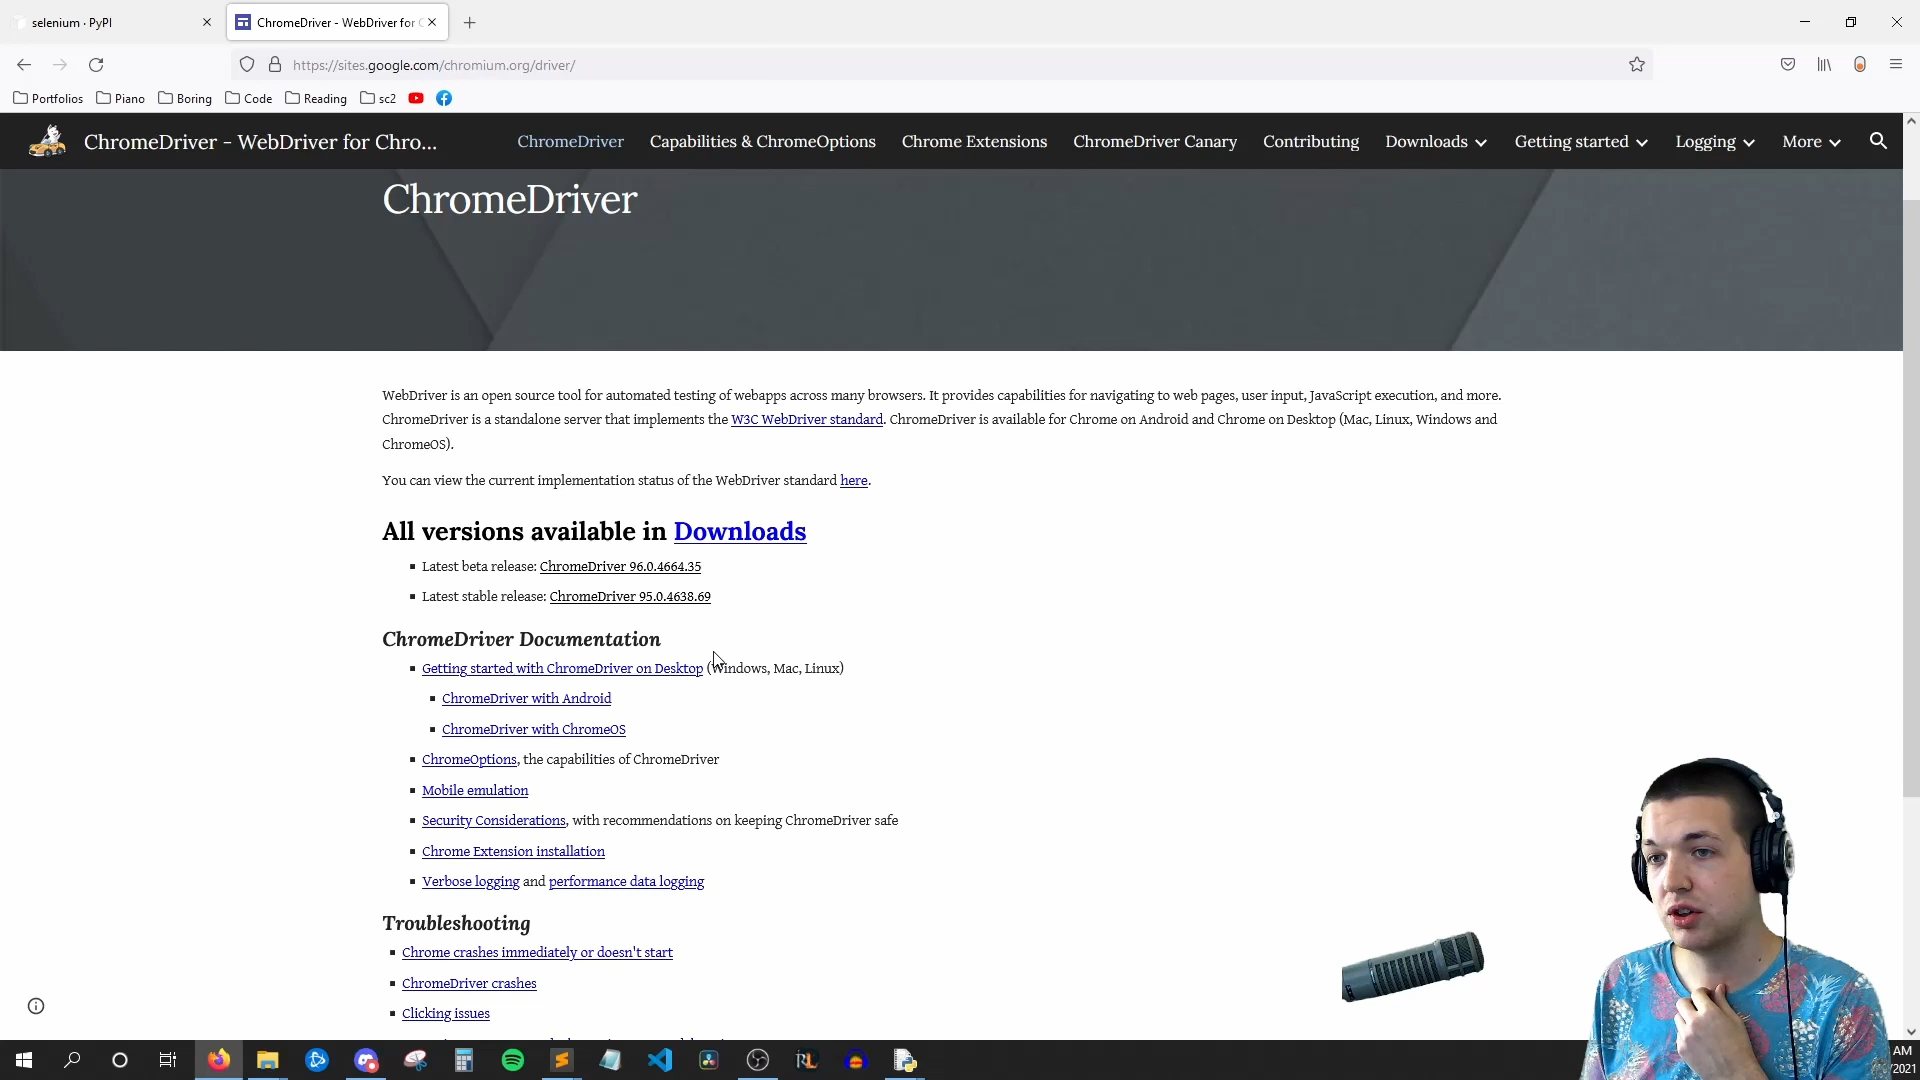 selenium · PyPI
ChromeDriver - WebDriver for C
https://sites.google.com/chromium.org/driver/
Portfolios Piano Boring Code Reading sc2
ChromeDriver - WebDriver for Chro...
ChromeDriver Capabilities & ChromeOptions Chrome Extensions ChromeDriver Canary Contributing Downloads Getting started Logging More
ChromeDriver
WebDriver is an open source tool for automated testing of webapps across many browsers. It provides capabilities for navigating to web pages, user input, JavaScript execution, and more.
ChromeDriver is a standalone server that implements the W3C WebDriver standard. ChromeDriver is available for Chrome on Android and Chrome on Desktop (Mac, Linux, Windows and
ChromeOS).
You can view the current implementation status of the WebDriver standard here.
All versions available in Downloads
Latest beta release: ChromeDriver 96.0.4664.35
Latest stable release: ChromeDriver 95.0.4638.69
ChromeDriver Documentation
Getting started with ChromeDriver on Desktop (Windows, Mac, Linux)
ChromeDriver with Android
ChromeDriver with ChromeOS
ChromeOptions, the capabilities of ChromeDriver
Mobile emulation
Security Considerations, with recommendations on keeping ChromeDriver safe
Chrome Extension installation
Verbose logging and performance data logging
Troubleshooting
Chrome crashes immediately or doesn't start
ChromeDriver crashes
Clicking issues
AM
/2021